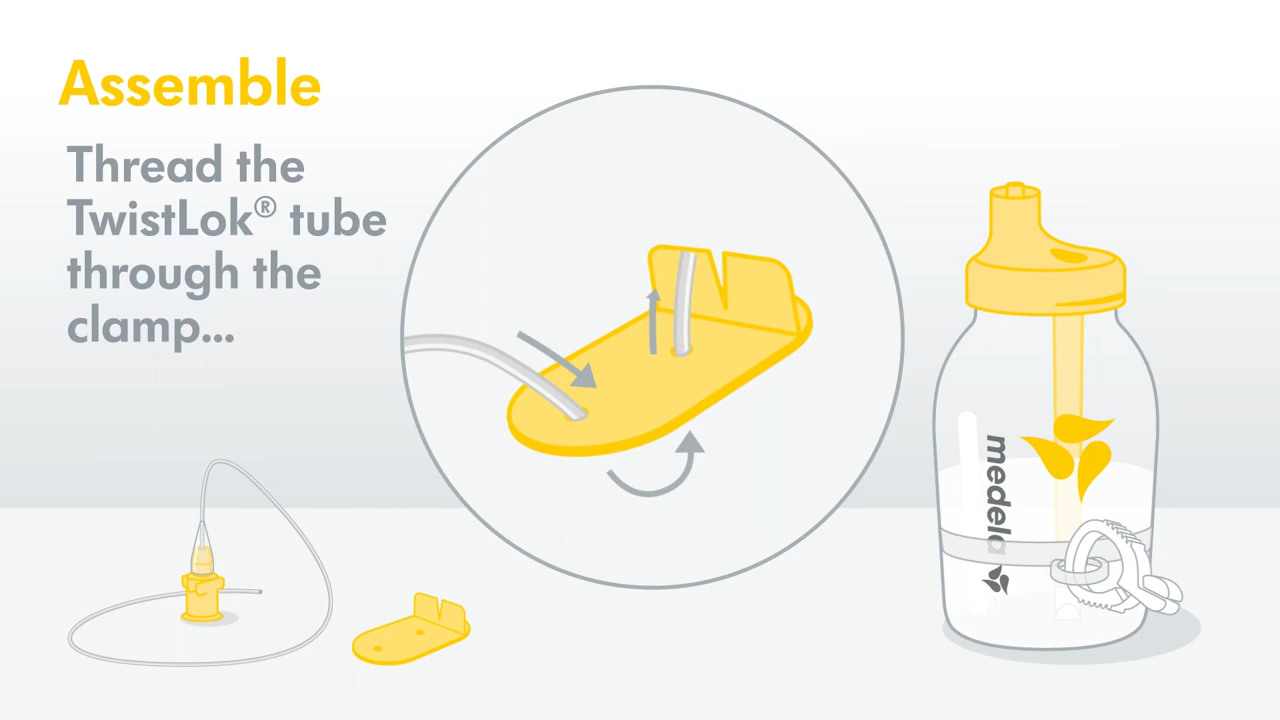 Assemble
Thread the
TwistLok® tube
through the
clamp...
medela